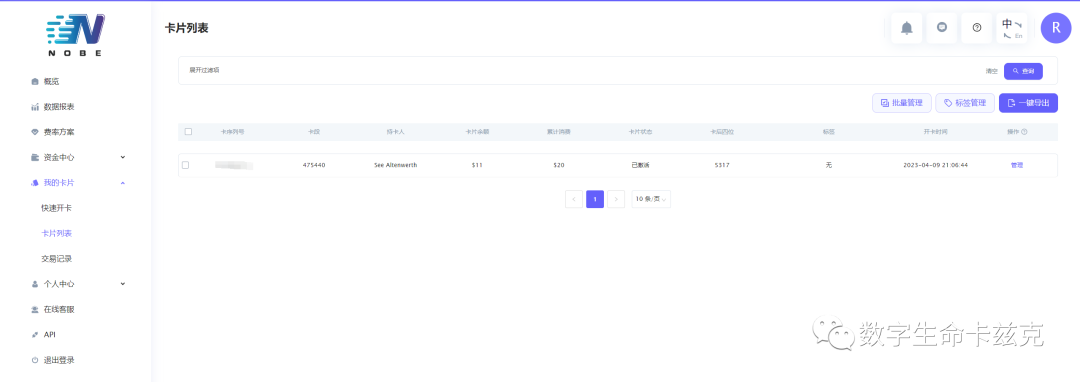 NOBE
卡片列表
中
En
R
概览
数据报表
费率方案
资金中心
我的卡片
快速开卡
卡片列表
交易记录
个人中心
在线客服
API
退出登录
展开过滤项
清空
查询
批量管理
标签管理
一键导出
卡序列号 卡段 持卡人 卡片余额 累计消费 卡片状态 卡后四位 标签 开卡时间 操作
475440 See Altenwerth $11 $20 已激活 5317 无 2023-04-09 21:06:44 管理
1
10 条/页
数字生命卡兹克